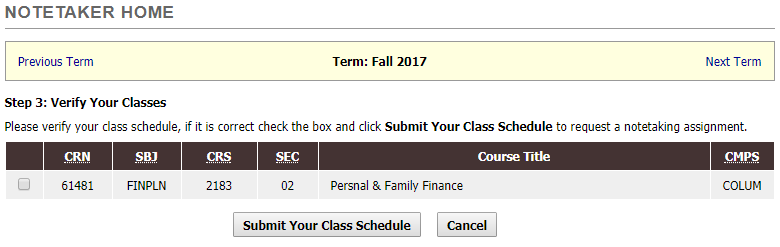 NOTETAKER HOME
Previous Term Term: Fall 2017 Next Term
Step 3: Verify Your Classes
Please verify your class schedule, if it is correct check the box and click Submit Your Class Schedule to request a notetaking assignment.
CRN SBJ CRS SEC Course Title CMPS
61481 FINPLN 2183 02 Persnal & Family Finance COLUM
Submit Your Class Schedule Cancel